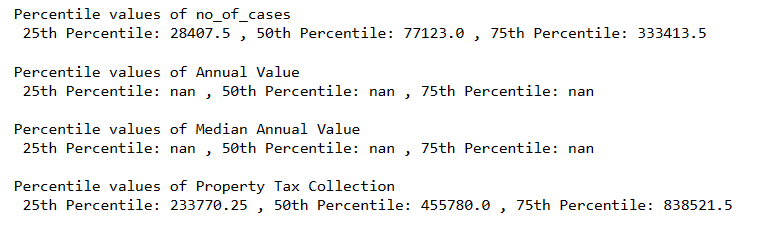 Percentile values of no_of_cases
25th Percentile: 28407.5 , 50th Percentile: 77123.0 , 75th Percentile: 333413.5
Percentile values of Annual Value
25th Percentile: nan , 50th Percentile: nan , 75th Percentile: nan
Percentile values of Median Annual Value
25th Percentile: nan , 50th Percentile: nan , 75th Percentile: nan
Percentile values of Property Tax Collection
25th Percentile: 233770.25 , 50th Percentile: 455780.0 , 75th Percentile: 838521.5